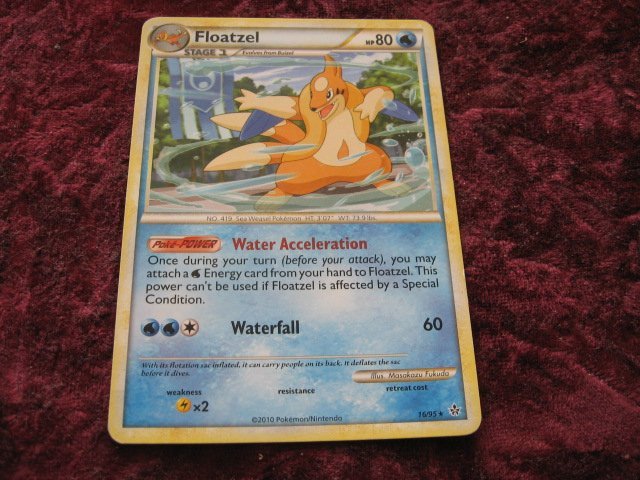 Floatzel HP 80
STAGE 1 Evolves from Buizel
NO. 419 Sea Weasel Pokémon HT: 3'07" WT: 73.9 lbs.
Poké-POWER Water Acceleration
Once during your turn (before your attack), you may
attach a Energy card from your hand to Floatzel. This
power can't be used if Floatzel is affected by a Special
Condition.
Waterfall 60
With its flotation sac inflated, it can carry people on its back. It deflates the sac
before it dives.
Illus. Masakazu Fukuda
weakness resistance retreat cost
x2
©2010 Pokémon/Nintendo 16/95 ★